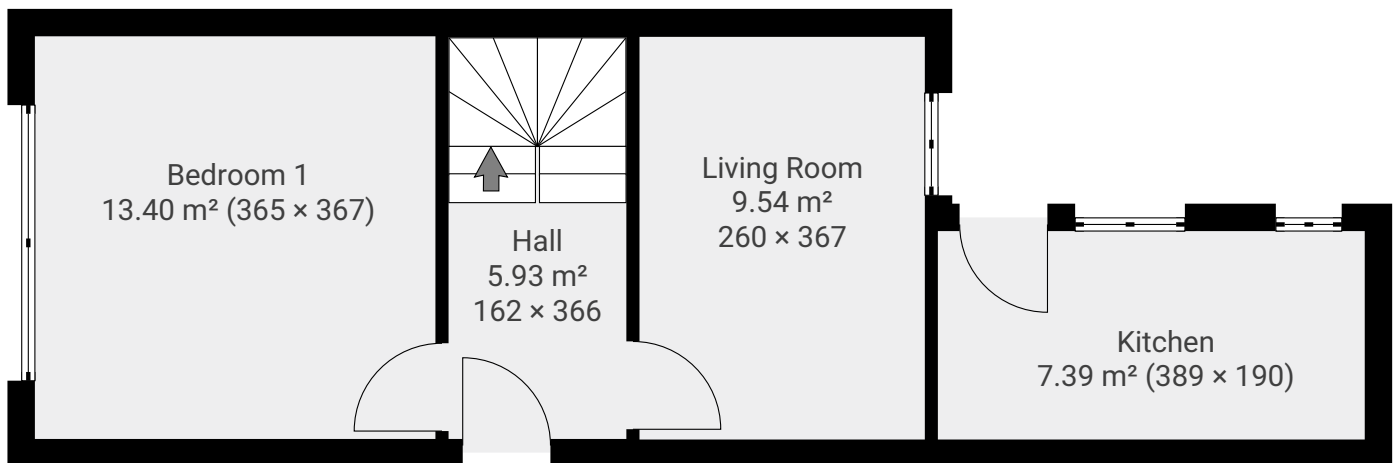 Bedroom 1
13.40 m² (365 × 367)
Hall
5.93 m²
162 × 366
Living Room
9.54 m²
260 × 367
Kitchen
7.39 m² (389 × 190)